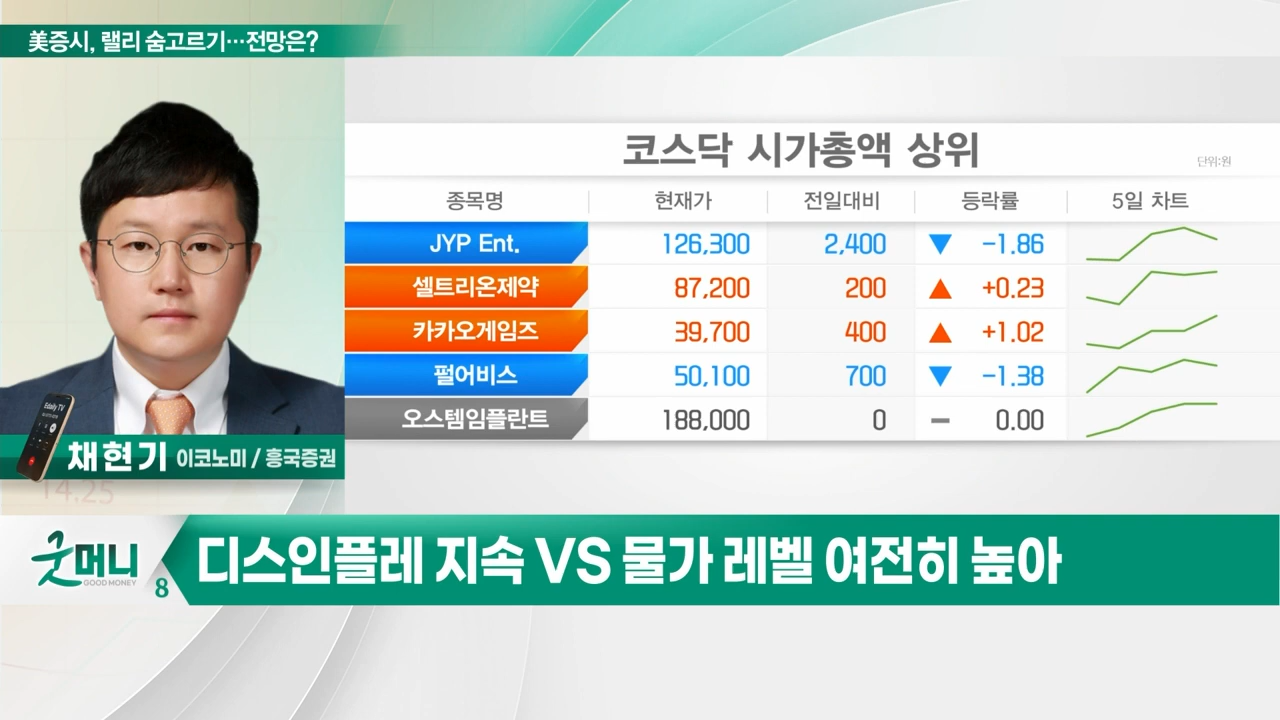 美증시, 랠리 숨고르기…전망은?
코스닥 시가총액 상위
단위:원
종목명 현재가 전일대비 등락률 5일 차트
JYP Ent. 126,300 2,400 ▼ -1.86
셀트리온제약 87,200 200 ▲ +0.23
카카오게임즈 39,700 400 ▲ +1.02
펄어비스 50,100 700 ▼ -1.38
오스템임플란트 188,000 0 - 0.00
Edaily TV
채현기 이코노미 / 흥국증권
14.25
굿머니
GOOD MONEY
8
디스인플레 지속 VS 물가 레벨 여전히 높아